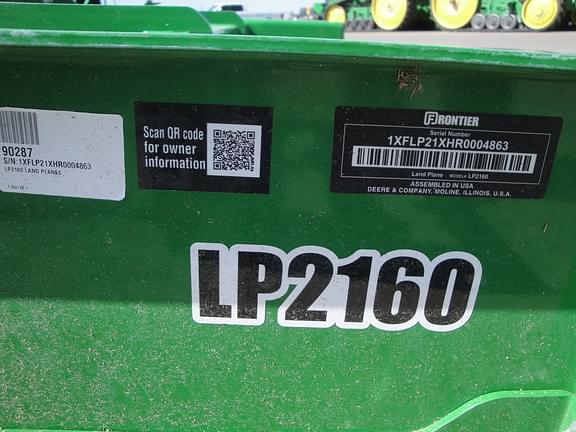 90287
S/N: 1XFLP21XHR0004863
LP2160 LAND PLANES
Scan QR code
for owner
information
FRONTIER
Serial Number
1XFLP21XHR0004863
Land Plane MODEL# LP2160
ASSEMBLED IN USA
DEERE & COMPANY, MOLINE, ILLINOIS, U.S.A.
LP2160